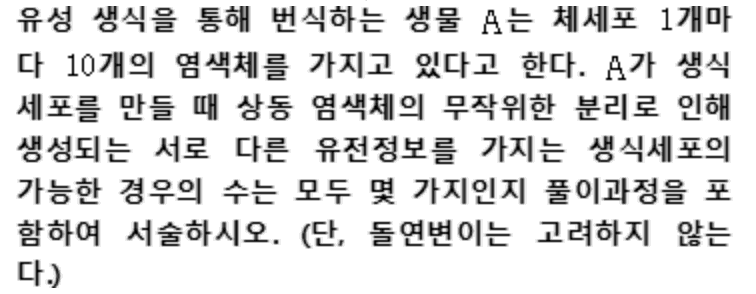 유성 생식을 통해 번식하는 생물 A는 체세포 1개마
다 10개의 염색체를 가지고 있다고 한다. A가 생식
세포를 만들 때 상동 염색체의 무작위한 분리로 인해
생성되는 서로 다른 유전정보를 가지는 생식세포의
가능한 경우의 수는 모두 몇 가지인지 풀이과정을 포
함하여 서술하시오. (단, 돌연변이는 고려하지 않는
다.)